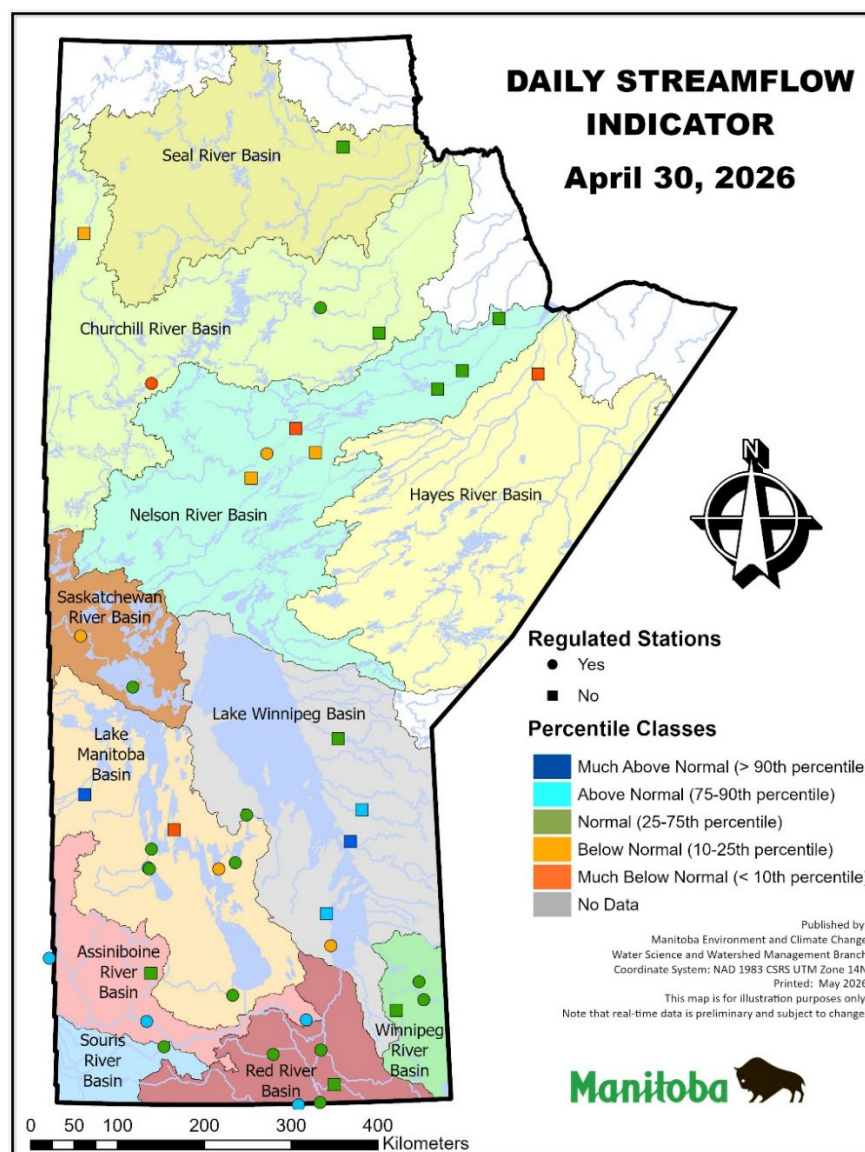 DAILY STREAMFLOW
INDICATOR
April 30, 2026
Seal River Basin
Churchill River Basin
Hayes River Basin
Nelson River Basin
N
Saskatchewan
River Basin
Lake Winnipeg Basin
Lake
Manitoba
Basin
Assiniboine
River
Basin
Souris
River
Basin
Red River
Basin
Winnipeg
River
Basin
Regulated Stations
Yes
No
Percentile Classes
Much Above Normal (> 90th percentile)
Above Normal (75-90th percentile)
Normal (25-75th percentile)
Below Normal (10-25th percentile)
Much Below Normal (< 10th percentile)
No Data
Published by
Manitoba Environment and Climate Change
Water Science and Watershed Management Branch
Coordinate System: NAD 1983 CSRS UTM Zone 14N
Printed: May 2026
This map is for illustration purposes only
Note that real-time data is preliminary and subject to change
Manitoba
0 50 100 200 300 400
Kilometers